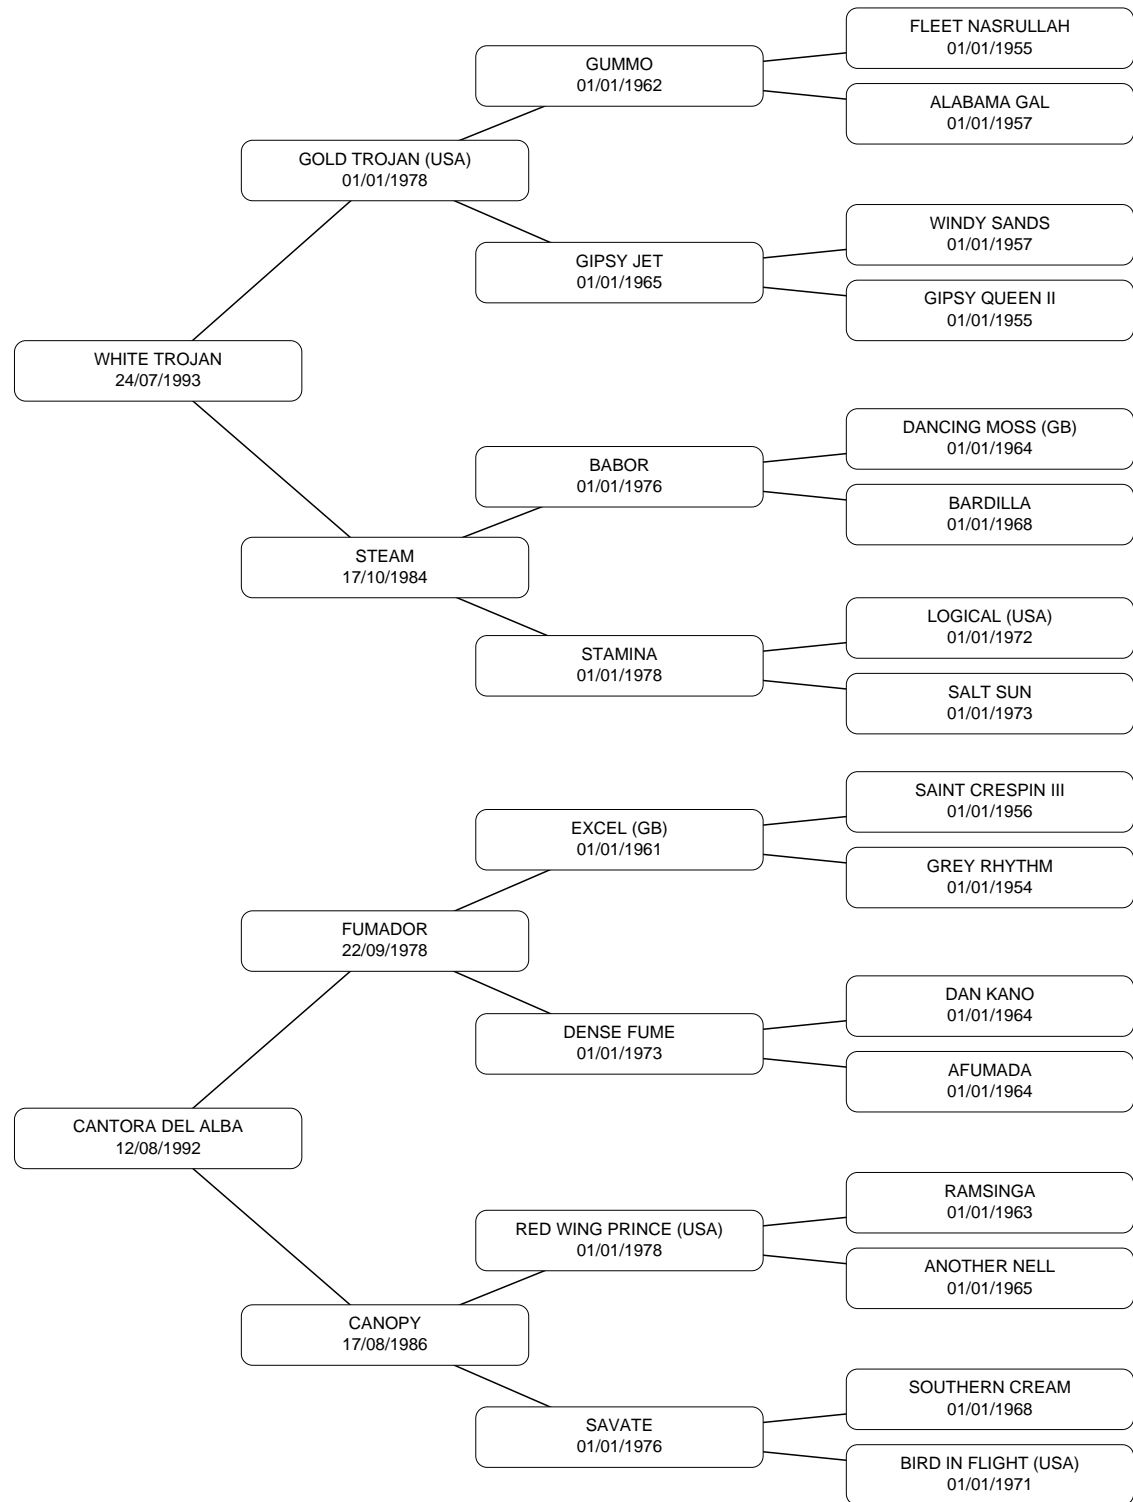 FLEET NASRULLAH
01/01/1955
GUMMO
01/01/1962
ALABAMA GAL
01/01/1957
GOLD TROJAN (USA)
01/01/1978
WINDY SANDS
01/01/1957
GIPSY JET
01/01/1965
GIPSY QUEEN II
01/01/1955
WHITE TROJAN
24/07/1993
DANCING MOSS (GB)
01/01/1964
BABOR
01/01/1976
BARDILLA
01/01/1968
STEAM
17/10/1984
LOGICAL (USA)
01/01/1972
STAMINA
01/01/1978
SALT SUN
01/01/1973
SAINT CRESPIN III
01/01/1956
EXCEL (GB)
01/01/1961
GREY RHYTHM
01/01/1954
FUMADOR
22/09/1978
DAN KANO
01/01/1964
DENSE FUME
01/01/1973
AFUMADA
01/01/1964
CANTORA DEL ALBA
12/08/1992
RAMSINGA
01/01/1963
RED WING PRINCE (USA)
01/01/1978
ANOTHER NELL
01/01/1965
CANOPY
17/08/1986
SOUTHERN CREAM
01/01/1968
SAVATE
01/01/1976
BIRD IN FLIGHT (USA)
01/01/1971